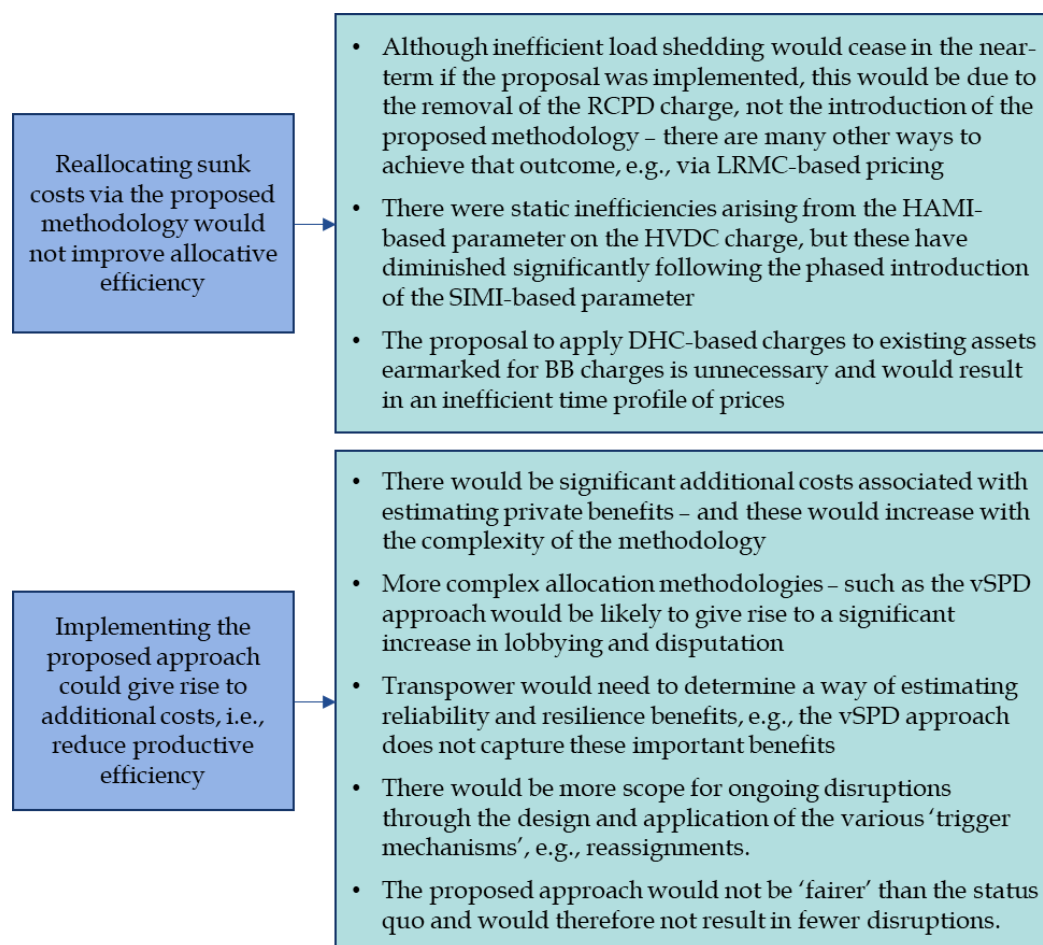 Reallocating sunk
costs via the proposed
methodology would
not improve allocative
efficiency
• Although inefficient load shedding would cease in the near-
term if the proposal was implemented, this would be due to
the removal of the RCPD charge, not the introduction of the
proposed methodology – there are many other ways to
achieve that outcome, e.g., via LRMC-based pricing
• There were static inefficiencies arising from the HAMI-
based parameter on the HVDC charge, but these have
diminished significantly following the phased introduction
of the SIMI-based parameter
• The proposal to apply DHC-based charges to existing assets
earmarked for BB charges is unnecessary and would result
in an inefficient time profile of prices
Implementing the
proposed approach
could give rise to
additional costs, i.e.,
reduce productive
efficiency
• There would be significant additional costs associated with
estimating private benefits – and these would increase with
the complexity of the methodology
• More complex allocation methodologies – such as the vSPD
approach would be likely to give rise to a significant
increase in lobbying and disputation
• Transpower would need to determine a way of estimating
reliability and resilience benefits, e.g., the vSPD approach
does not capture these important benefits
• There would be more scope for ongoing disruptions
through the design and application of the various ‘trigger
mechanisms’, e.g., reassignments.
• The proposed approach would not be ‘fairer’ than the status
quo and would therefore not result in fewer disruptions.